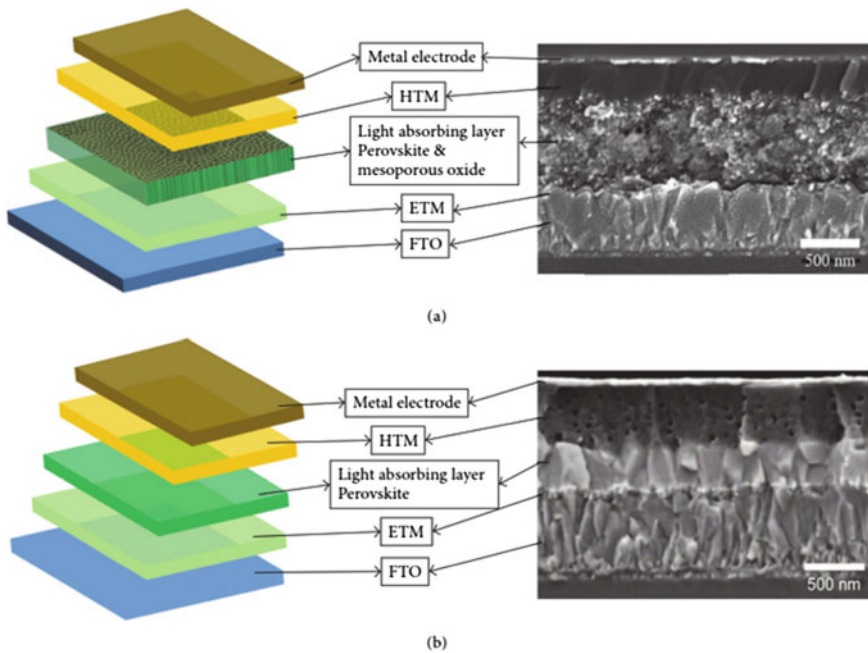 Metal electrode
HTM
Light absorbing layer
Perovskite &
mesoporous oxide
ETM
FTO
500 nm
(a)
Metal electrode
HTM
Light absorbing layer
Perovskite
ETM
FTO
500 nm
(b)